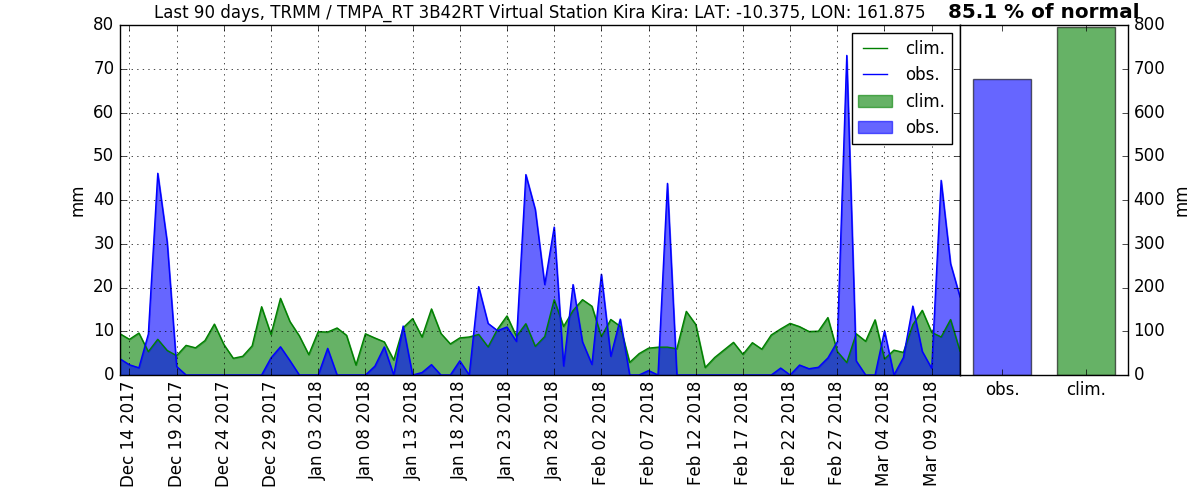 Last 90 days, TRMM / TMPA_RT 3B42RT Virtual Station Kira Kira: LAT: -10.375, LON: 161.875
85.1 % of normal
80
70
60
50
40
30
20
10
0
mm
clim.
obs.
clim.
obs.
800
700
600
500
400
300
200
100
0
mm
Dec 14 2017
Dec 19 2017
Dec 24 2017
Dec 29 2017
Jan 03 2018
Jan 08 2018
Jan 13 2018
Jan 18 2018
Jan 23 2018
Jan 28 2018
Feb 02 2018
Feb 07 2018
Feb 12 2018
Feb 17 2018
Feb 22 2018
Feb 27 2018
Mar 04 2018
Mar 09 2018
obs.
clim.